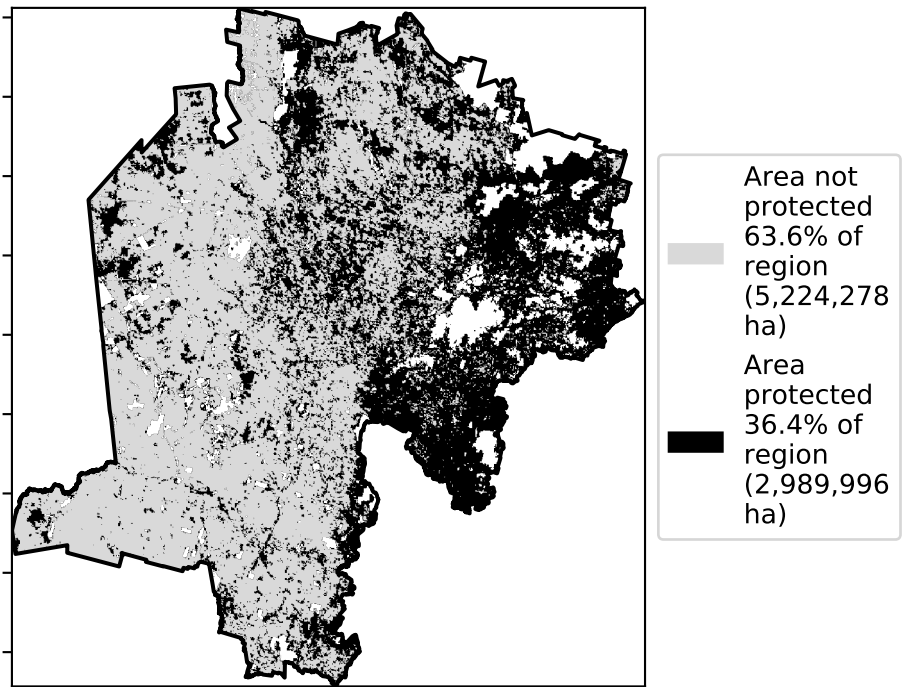 Area not
protected
63.6% of
region
(5,224,278
ha)
Area
protected
36.4% of
region
(2,989,996
ha)